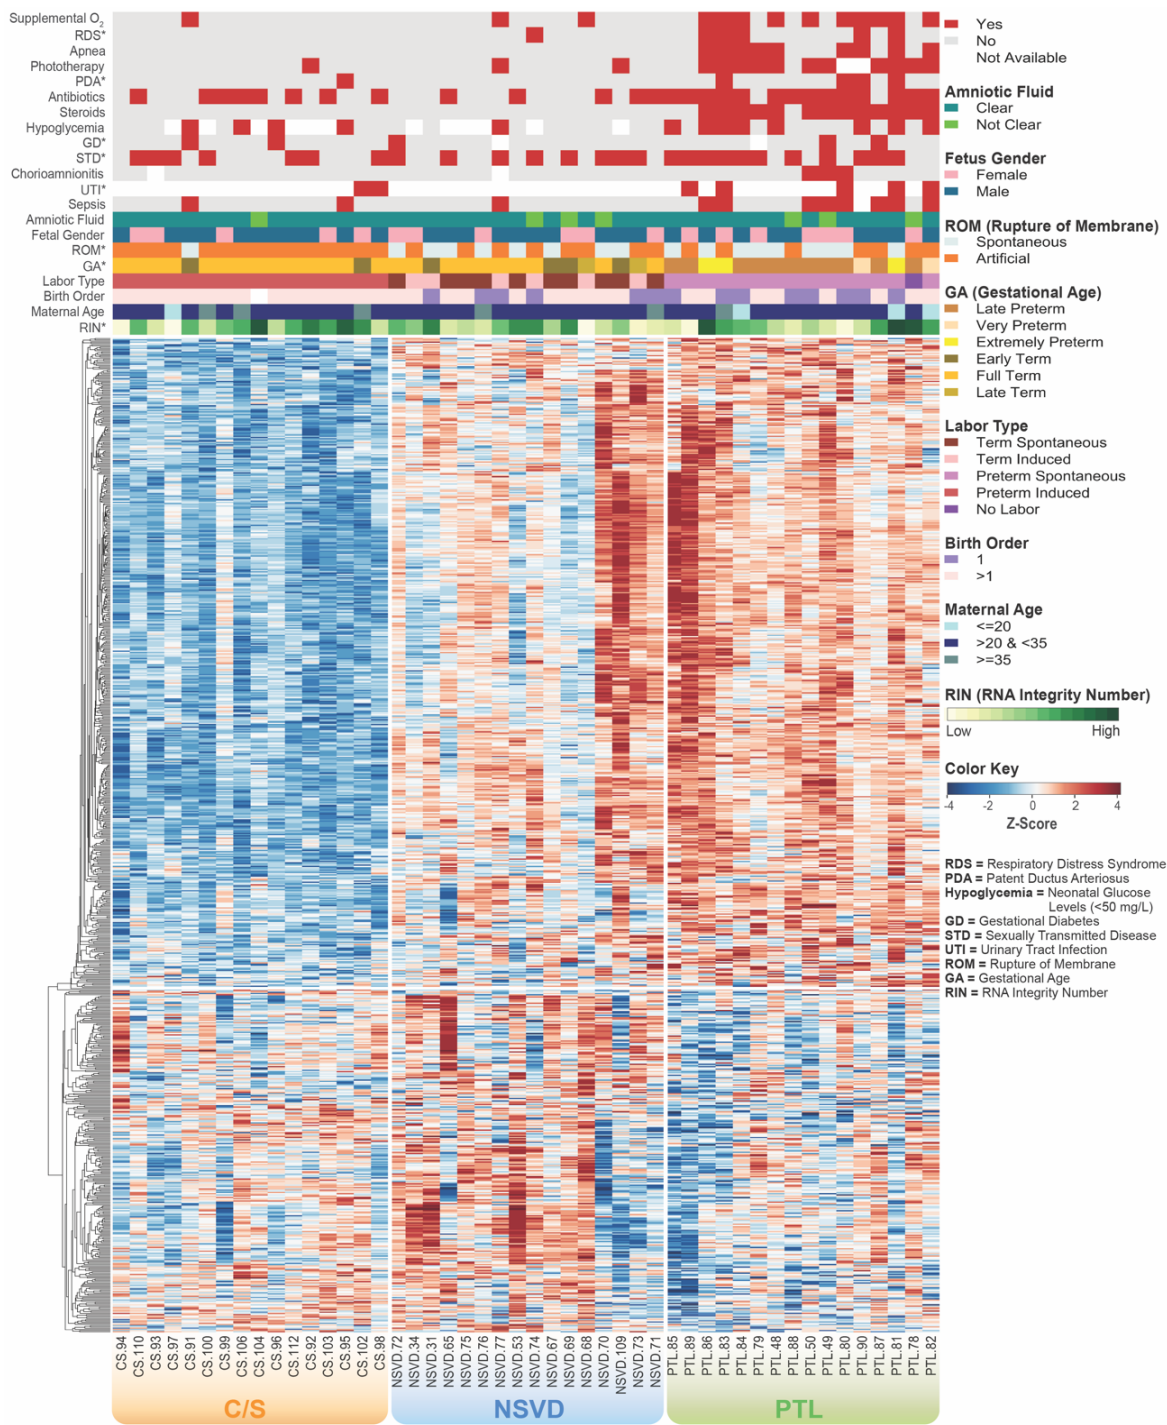 Supplemental O2
RDS*
Apnea
Phototherapy
PDA*
Antibiotics
Steroids
Hypoglycemia
GD*
STD*
Chorioamnionitis
UTI*
Sepsis
Amniotic Fluid
Fetal Gender
ROM*
GA*
Labor Type
Birth Order
Maternal Age
RIN*
Yes
No
Not Available
Amniotic Fluid
Clear
Not Clear
Fetus Gender
Female
Male
ROM (Rupture of Membrane)
Spontaneous
Artificial
GA (Gestational Age)
Late Preterm
Very Preterm
Extremely Preterm
Early Term
Full Term
Late Term
Labor Type
Term Spontaneous
Term Induced
Preterm Spontaneous
Preterm Induced
No Labor
Birth Order
1
>1
Maternal Age
<=20
>20 & <35
>=35
RIN (RNA Integrity Number)
Low High
Color Key
-4 -2 0 2 4
Z-Score
RDS = Respiratory Distress Syndrome
PDA = Patent Ductus Arteriosus
Hypoglycemia = Neonatal Glucose
Levels (<50 mg/L)
GD = Gestational Diabetes
STD = Sexually Transmitted Disease
UTI = Urinary Tract Infection
ROM = Rupture of Membrane
GA = Gestational Age
RIN = RNA Integrity Number
CS.94
CS.110
CS.93
CS.97
CS.91
CS.100
CS.99
CS.106
CS.104
CS.96
CS.112
CS.92
CS.103
CS.95
CS.102
CS.98
NSVD.72
NSVD.34
NSVD.31
NSVD.65
NSVD.75
NSVD.76
NSVD.77
NSVD.53
NSVD.74
NSVD.67
NSVD.69
NSVD.68
NSVD.70
NSVD.109
NSVD.73
NSVD.71
PTL.85
PTL.89
PTL.86
PTL.83
PTL.84
PTL.79
PTL.48
PTL.88
PTL.50
PTL.49
PTL.80
PTL.90
PTL.87
PTL.81
PTL.78
PTL.82
C/S
NSVD
PTL